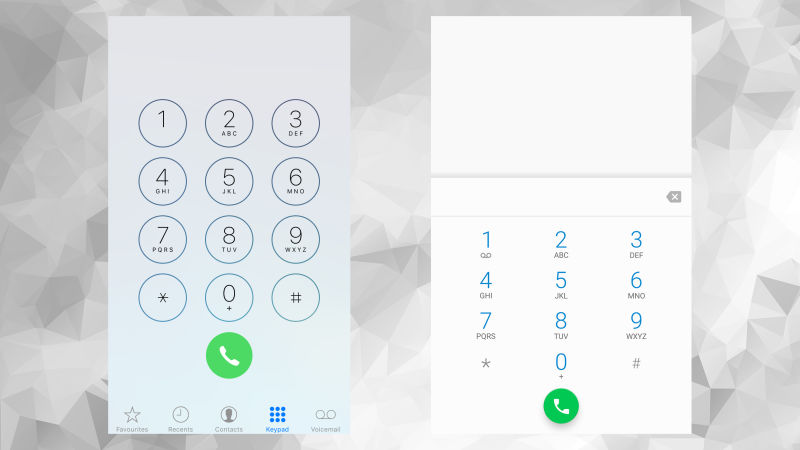 1 2 3
ABC DEF
4 5 6
GHI JKL MNO
7 8 9
PQRS TUV WXYZ
* 0 #
+
Favourites Recents Contacts Keypad Voicemail
1 2 3
ABC DEF
4 5 6
GHI JKL MNO
7 8 9
PQRS TUV WXYZ
* 0 #
+